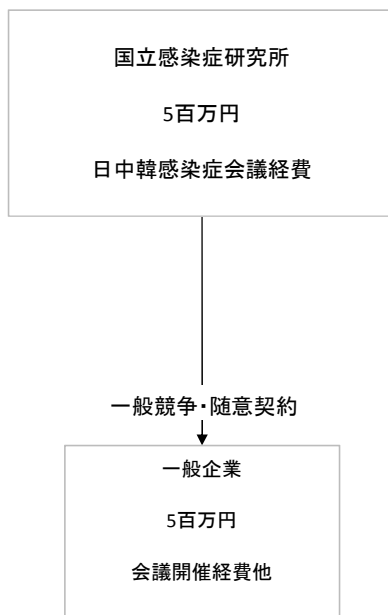 国立感染症研究所
5百万円
日中韓感染症会議経費
一般競争・随意契約
一般企業
5百万円
会議開催経費他